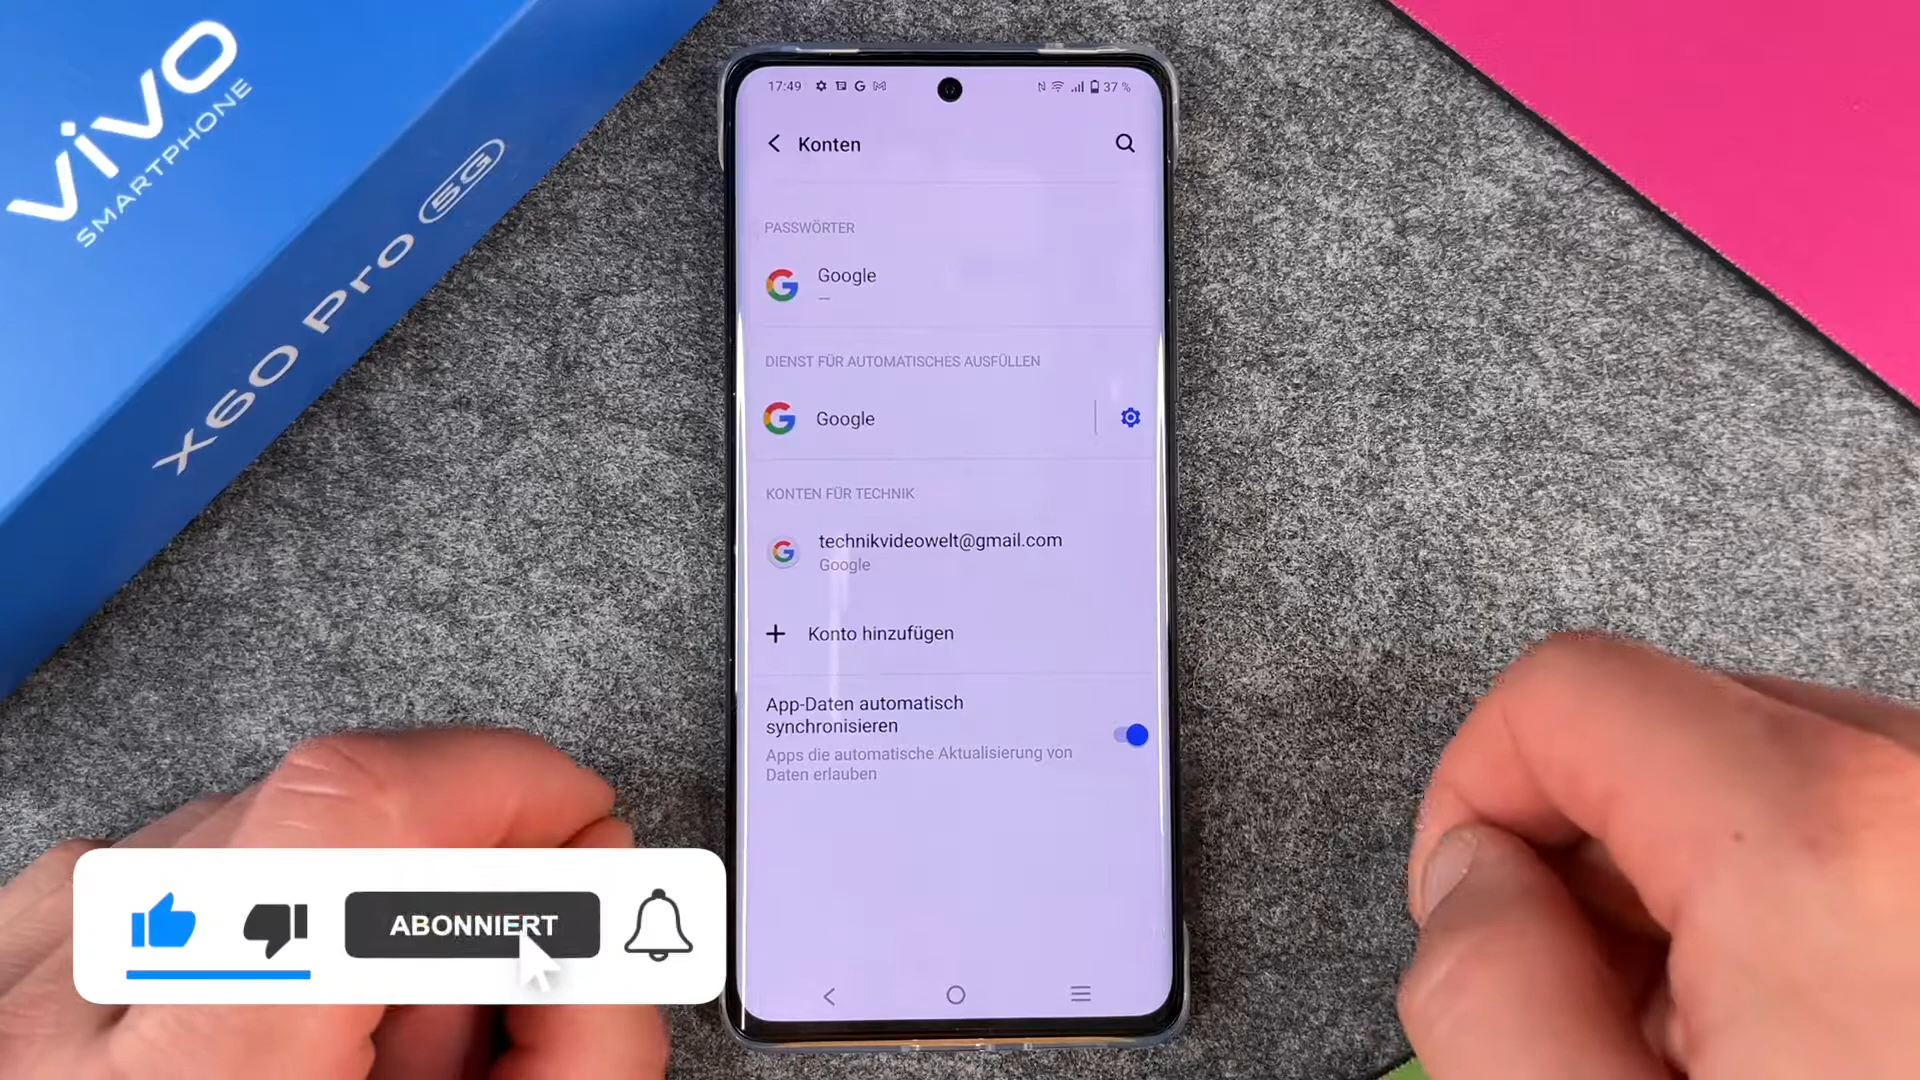 vivo
SMARTPHONE
X60 Pro 5G
17:49
37 %
Konten
PASSWÖRTER
Google
—
DIENST FÜR AUTOMATISCHES AUSFÜLLEN
Google
KONTEN FÜR TECHNIK
technikvideowelt@gmail.com
Google
Konto hinzufügen
App-Daten automatisch
synchronisieren
Apps die automatische Aktualisierung von
Daten erlauben
ABONNIERT